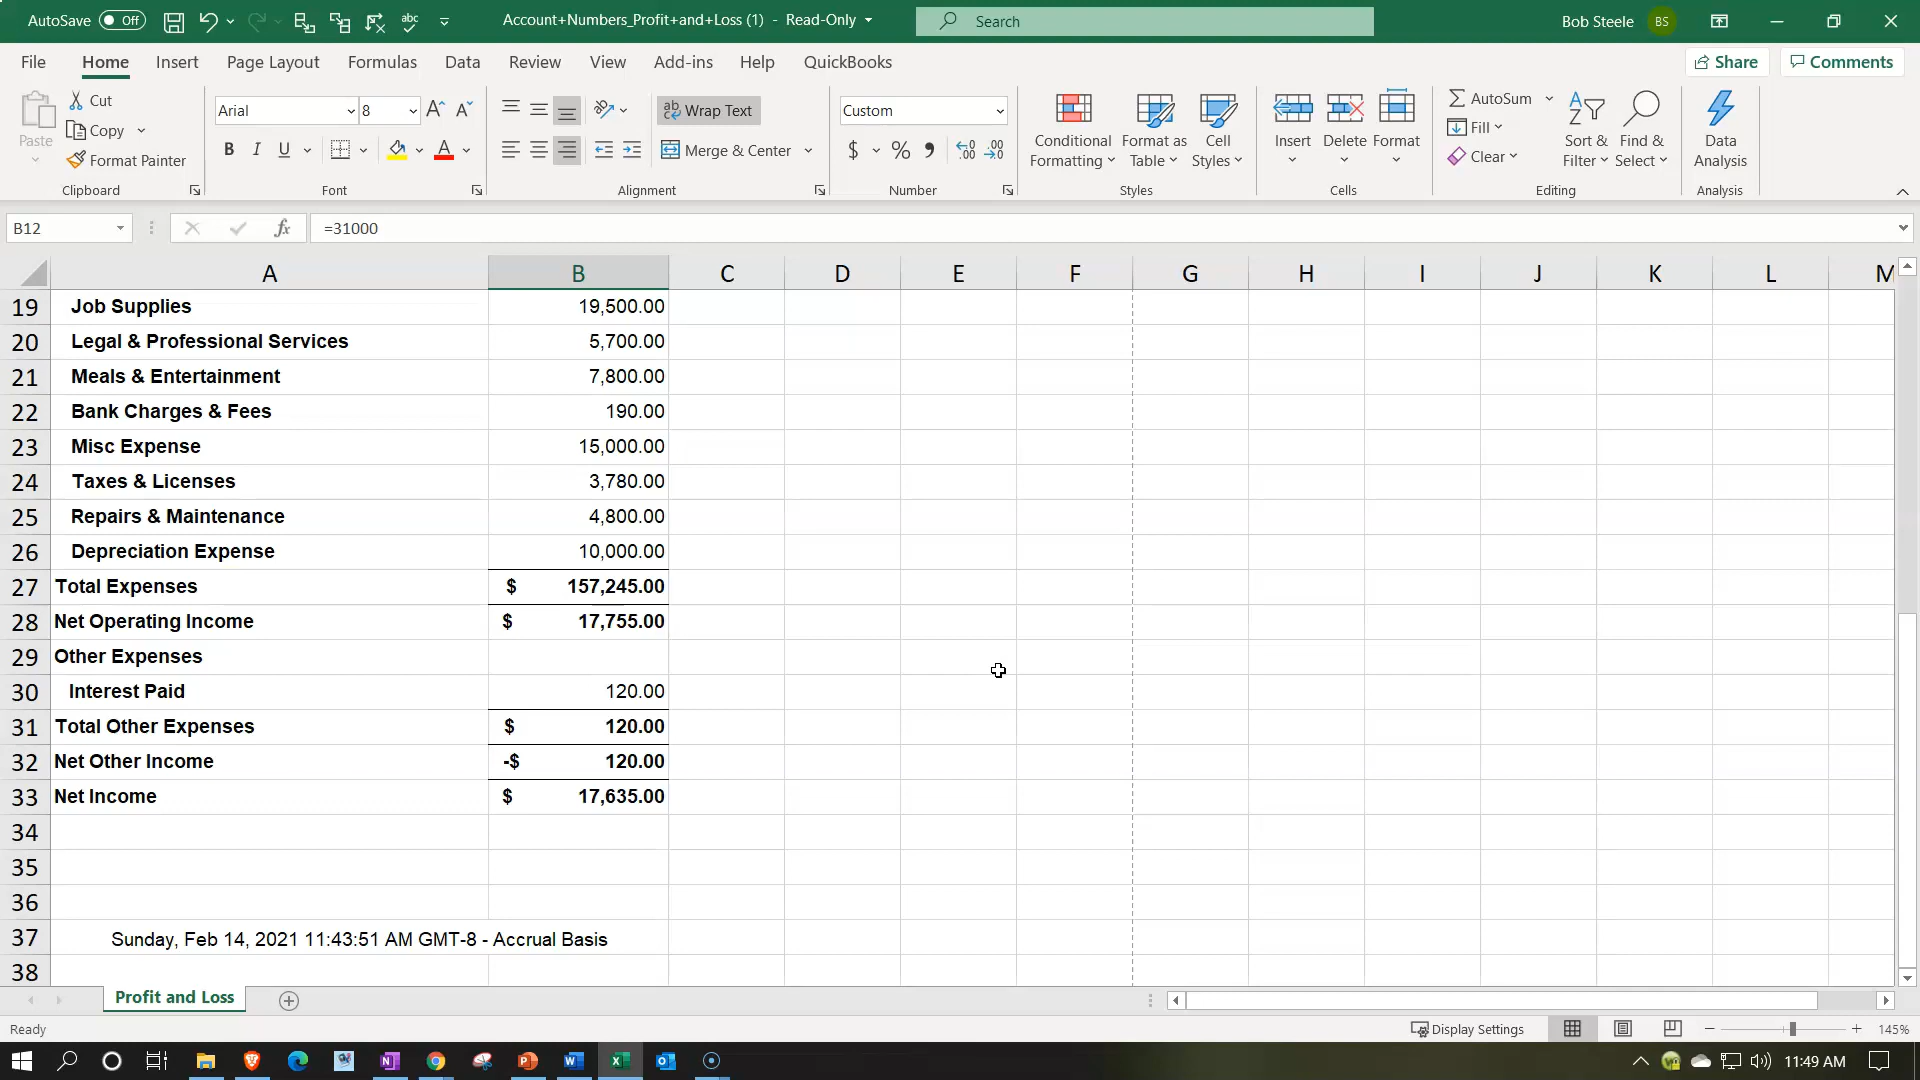 AutoSave Off abc Account+Numbers_Profit+and+Loss (1) - Read-Only Search Bob Steele BS
File Home Insert Page Layout Formulas Data Review View Add-ins Help QuickBooks Share Comments
Paste Cut Copy Format Painter
Arial 8 A A
B I U A
ab Wrap Text
Merge & Center
Custom
$ % 9 .00 .00
Conditional Formatting Format as Table Cell Styles
Insert Delete Format
AutoSum Fill Clear Sort & Filter Find & Select
Data Analysis
Clipboard Font Alignment Number Styles Cells Editing Analysis
B12 fx =31000
A B C D E F G H I J K L M
19 Job Supplies 19,500.00
20 Legal & Professional Services 5,700.00
21 Meals & Entertainment 7,800.00
22 Bank Charges & Fees 190.00
23 Misc Expense 15,000.00
24 Taxes & Licenses 3,780.00
25 Repairs & Maintenance 4,800.00
26 Depreciation Expense 10,000.00
27 Total Expenses $ 157,245.00
28 Net Operating Income $ 17,755.00
29 Other Expenses
30 Interest Paid 120.00
31 Total Other Expenses $ 120.00
32 Net Other Income -$ 120.00
33 Net Income $ 17,635.00
34
35
36
37 Sunday, Feb 14, 2021 11:43:51 AM GMT-8 - Accrual Basis
38
Profit and Loss
Ready Display Settings 145%
11:49 AM